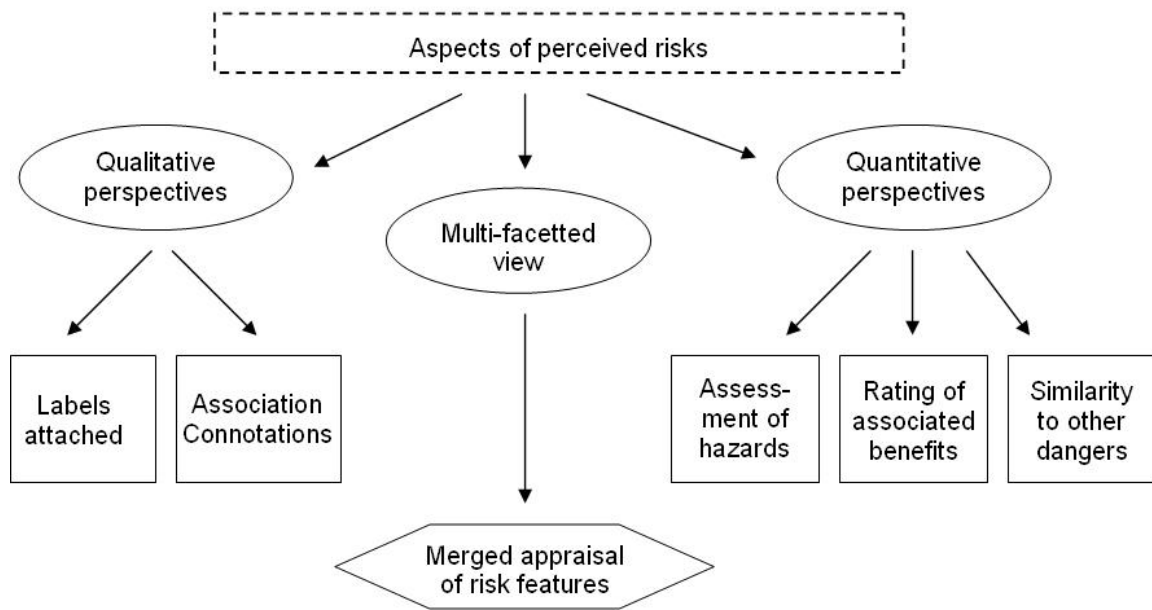 Aspects of perceived risks
Qualitative
perspectives
Multi-facetted
view
Quantitative
perspectives
Labels
attached
Association
Connotations
Assess-
ment of
hazards
Rating of
associated
benefits
Similarity
to other
dangers
Merged appraisal
of risk features